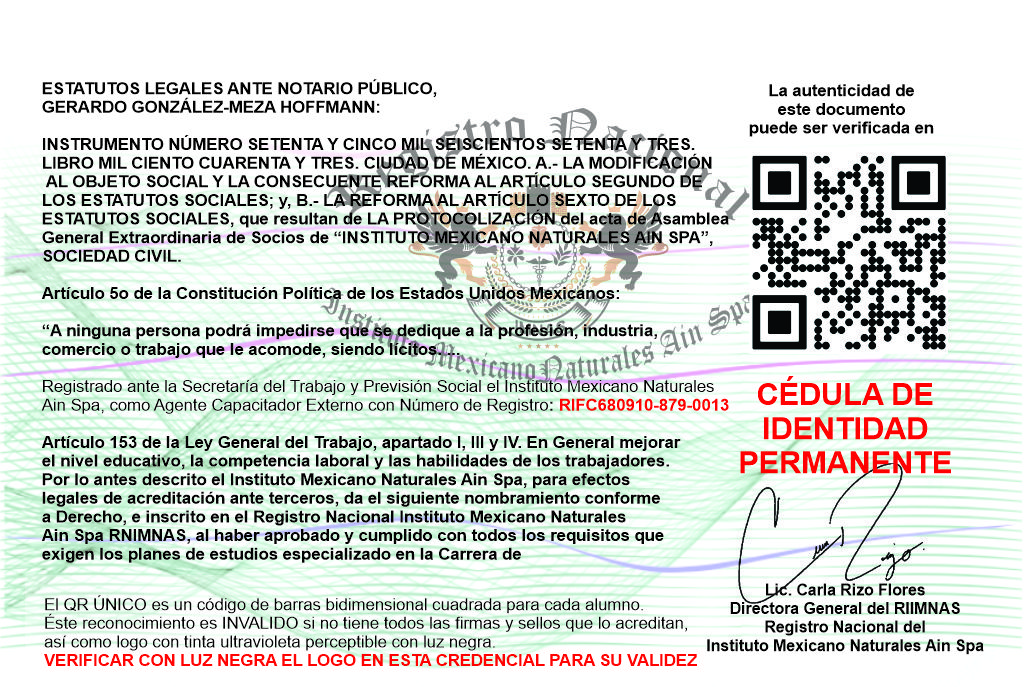 ESTATUTOS LEGALES ANTE NOTARIO PÚBLICO,
GERARDO GONZÁLEZ-MEZA HOFFMANN:
INSTRUMENTO NÚMERO SETENTA Y CINCO MIL SEISCIENTOS SETENTA Y TRES.
LIBRO MIL CIENTO CUARENTA Y TRES. CIUDAD DE MÉXICO. A.- LA MODIFICACIÓN
AL OBJETO SOCIAL Y LA CONSECUENTE REFORMA AL ARTÍCULO SEGUNDO DE
LOS ESTATUTOS SOCIALES; y, B.- LA REFORMA AL ARTÍCULO SEXTO DE LOS
ESTATUTOS SOCIALES, que resultan de LA PROTOCOLIZACIÓN del acta de Asamblea
General Extraordinaria de Socios de “INSTITUTO MEXICANO NATURALES AIN SPA”,
SOCIEDAD CIVIL.
Artículo 5o de la Constitución Política de los Estados Unidos Mexicanos:
“A ninguna persona podrá impedirse que se dedique a la profesión, industria,
comercio o trabajo que le acomode, siendo lícitos....
Registrado ante la Secretaría del Trabajo y Previsión Social el Instituto Mexicano Naturales
Ain Spa, como Agente Capacitador Externo con Número de Registro: RIFC680910-879-0013
Artículo 153 de la Ley General del Trabajo, apartado I, III y IV. En General mejorar
el nivel educativo, la competencia laboral y las habilidades de los trabajadores.
Por lo antes descrito el Instituto Mexicano Naturales Ain Spa, para efectos
legales de acreditación ante terceros, da el siguiente nombramiento conforme
a Derecho, e inscrito en el Registro Nacional Instituto Mexicano Naturales
Ain Spa RNIMNAS, al haber aprobado y cumplido con todos los requisitos que
exigen los planes de estudios especializado en la Carrera de
El QR ÚNICO es un código de barras bidimensional cuadrada para cada alumno.
Éste reconocimiento es INVALIDO si no tiene todos las firmas y sellos que lo acreditan,
así como logo con tinta ultravioleta perceptible con luz negra.
VERIFICAR CON LUZ NEGRA EL LOGO EN ESTA CREDENCIAL PARA SU VALIDEZ
Registro Nacional
Instituto Mexicano Naturales Ain Spa
La autenticidad de
este documento
puede ser verificada en
CÉDULA DE
IDENTIDAD
PERMANENTE
Lic. Carla Rizo Flores
Directora General del RIIMNAS
Registro Nacional del
Instituto Mexicano Naturales Ain Spa